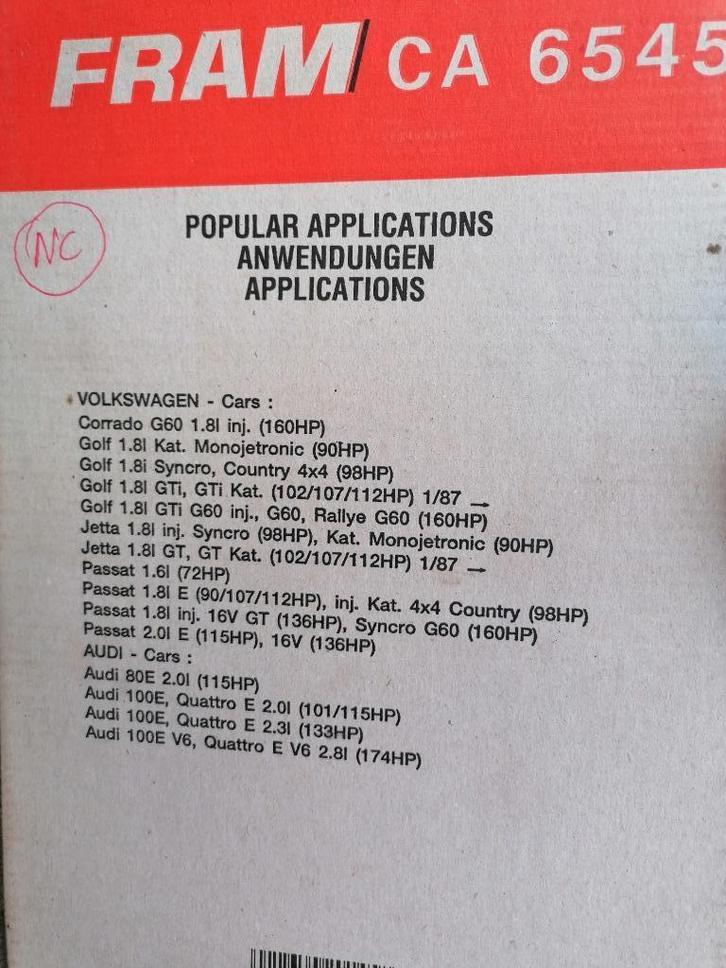 FRAM CA 6545
NC
POPULAR APPLICATIONS
ANWENDUNGEN
APPLICATIONS
VOLKSWAGEN - Cars :
Corrado G60 1.8l inj. (160HP)
Golf 1.8l Kat. Monojetronic (90HP)
Golf 1.8i Syncro, Country 4x4 (98HP)
Golf 1.8l GTi, GTi Kat. (102/107/112HP) 1/87 →
Golf 1.8l GTi G60 inj., G60, Rallye G60 (160HP)
Jetta 1.8l inj. Syncro (98HP), Kat. Monojetronic (90HP)
Jetta 1.8l GT, GT Kat. (102/107/112HP) 1/87 →
Passat 1.6l (72HP)
Passat 1.8l E (90/107/112HP), inj. Kat. 4x4 Country (98HP)
Passat 1.8l inj. 16V GT (136HP), Syncro G60 (160HP)
Passat 2.0l E (115HP), 16V (136HP)
AUDI - Cars :
Audi 80E 2.0l (115HP)
Audi 100E, Quattro E 2.0l (101/115HP)
Audi 100E, Quattro E 2.3l (133HP)
Audi 100E V6, Quattro E V6 2.8l (174HP)